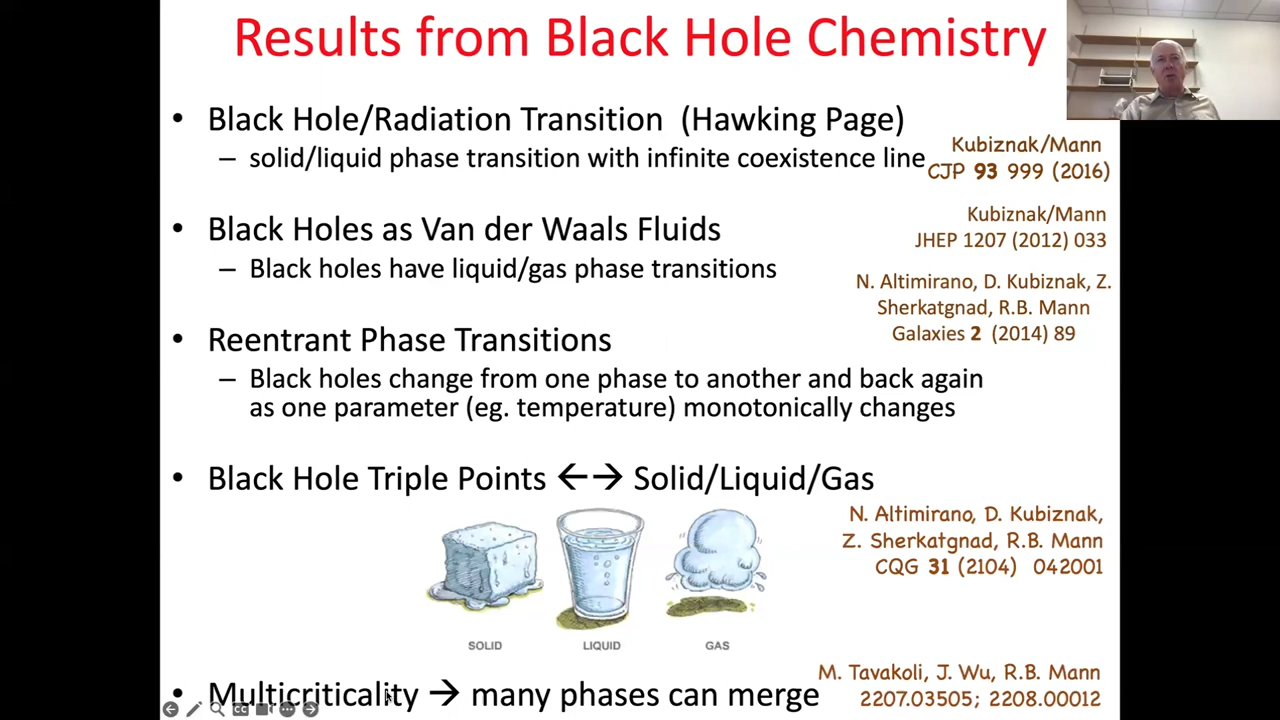 Results from Black Hole Chemistry
• Black Hole/Radiation Transition (Hawking Page)
– solid/liquid phase transition with infinite coexistence line
Kubiznak/Mann
CJP 93 999 (2016)
• Black Holes as Van der Waals Fluids
– Black holes have liquid/gas phase transitions
Kubiznak/Mann
JHEP 1207 (2012) 033
N. Altimirano, D. Kubiznak, Z.
Sherkatgnad, R.B. Mann
Galaxies 2 (2014) 89
• Reentrant Phase Transitions
– Black holes change from one phase to another and back again
as one parameter (eg. temperature) monotonically changes
• Black Hole Triple Points ←→ Solid/Liquid/Gas
N. Altimirano, D. Kubiznak,
Z. Sherkatgnad, R.B. Mann
CQG 31 (2104) 042001
SOLID LIQUID GAS
• Multicriticality → many phases can merge
M. Tavakoli, J. Wu, R.B. Mann
2207.03505; 2208.00012
CC